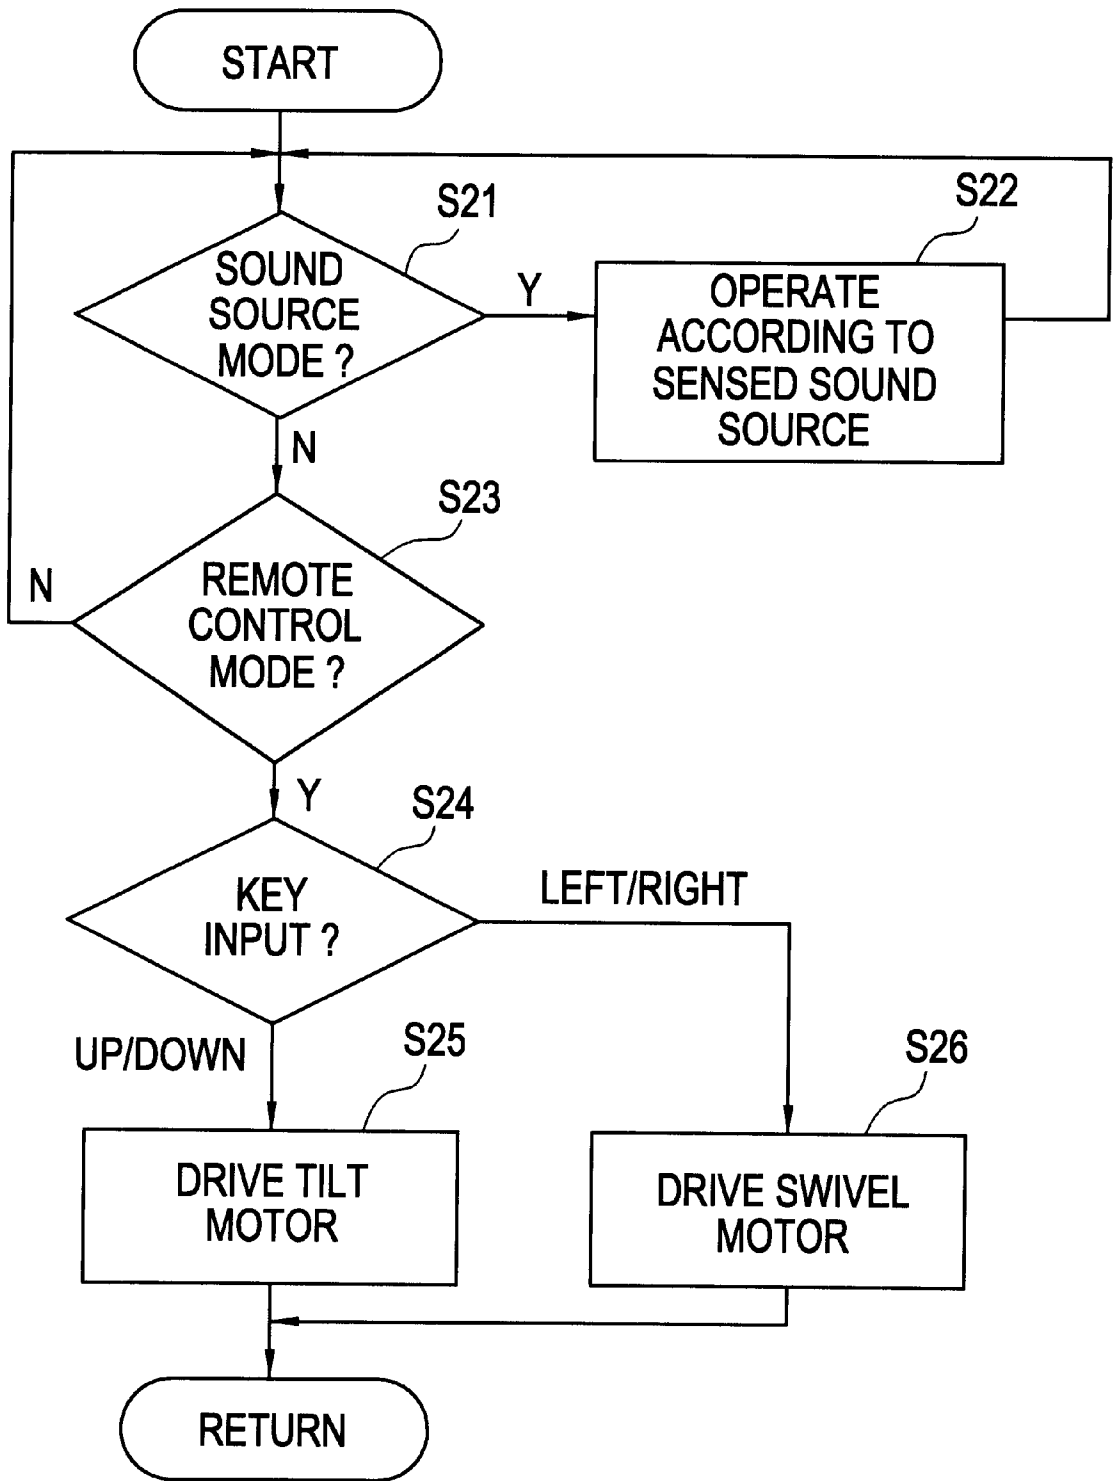 START
S21
SOUND
SOURCE
MODE ?
Y
S22
OPERATE
ACCORDING TO
SENSED SOUND
SOURCE
N
S23
REMOTE
CONTROL
MODE ?
N
Y
S24
KEY
INPUT ?
LEFT/RIGHT
UP/DOWN
S25
DRIVE TILT
MOTOR
S26
DRIVE SWIVEL
MOTOR
RETURN